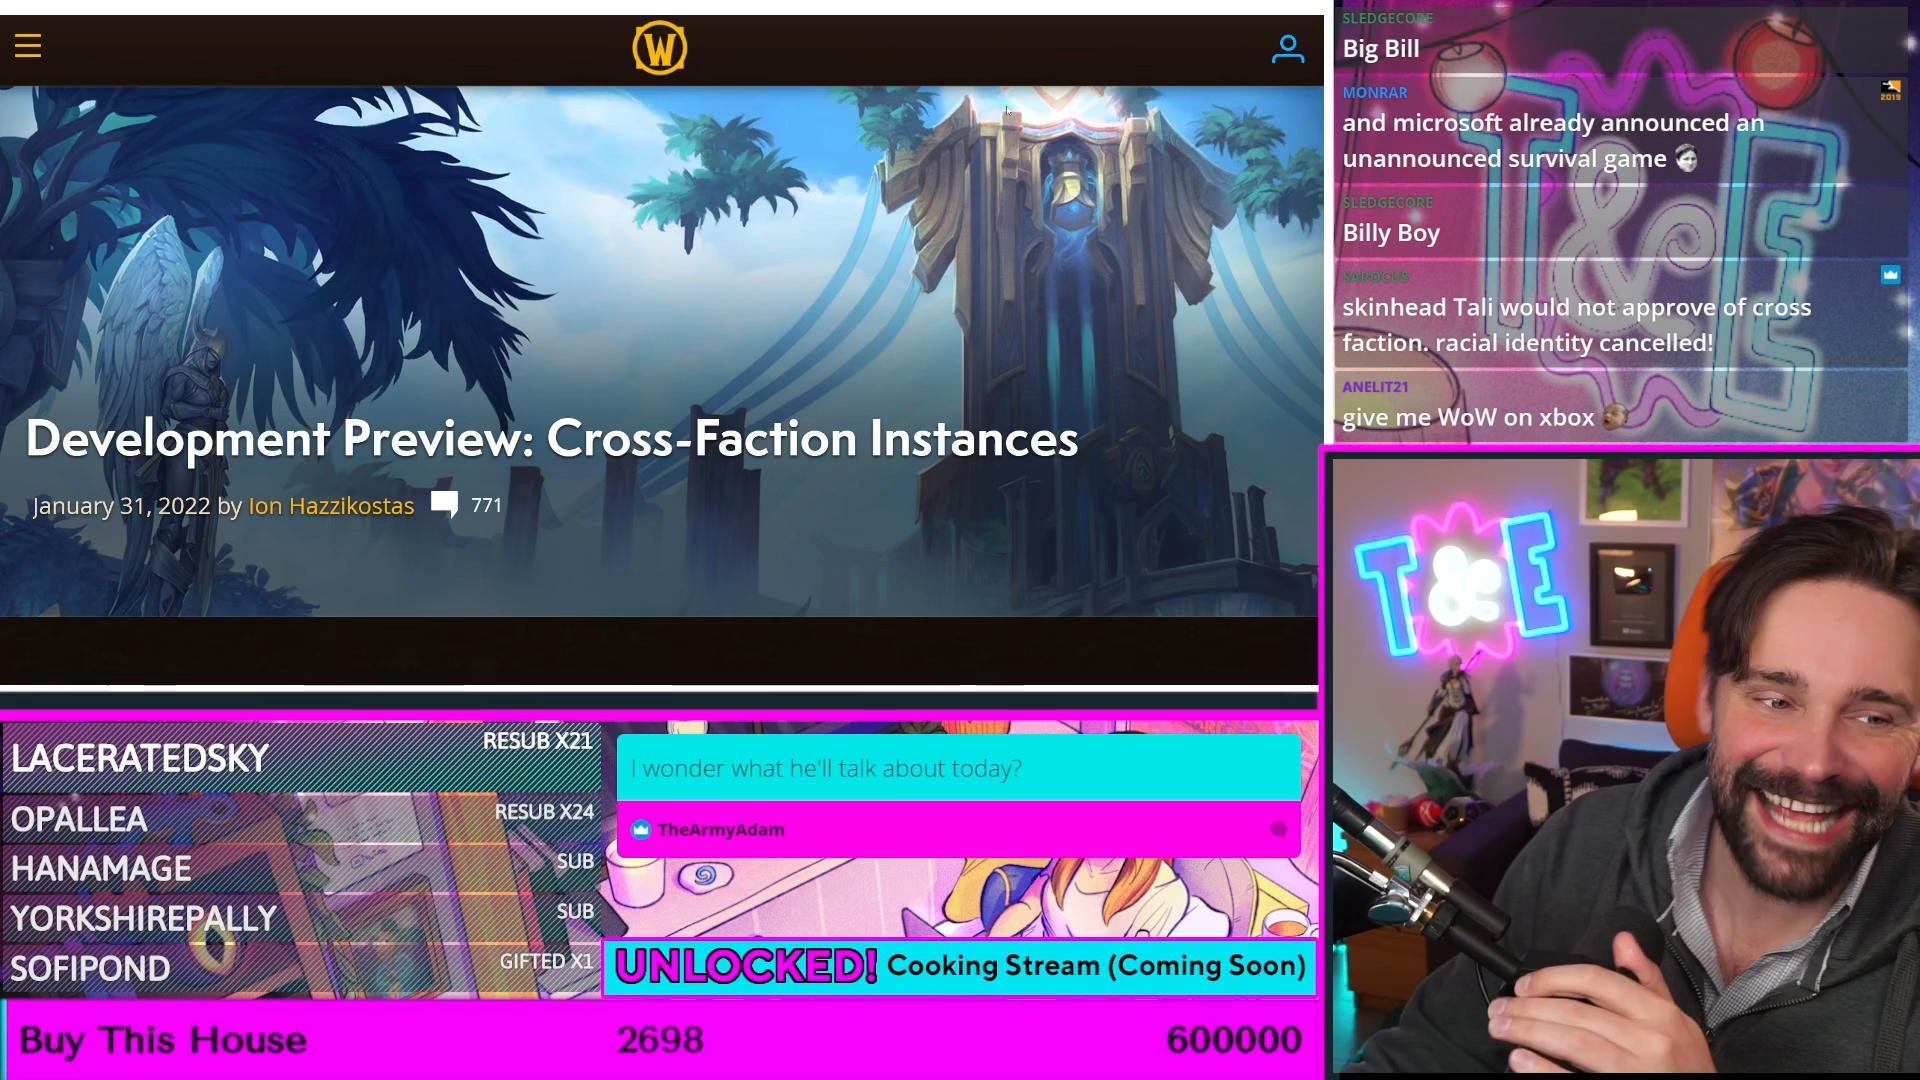 W
Development Preview: Cross-Faction Instances
January 31, 2022 by Ion Hazzikostas 771
SLEDGECORE
Big Bill
MONRAR
2019
and microsoft already announced an
unannounced survival game
SLEDGECORE
Billy Boy
SAROCUS
skinhead Tali would not approve of cross
faction. racial identity cancelled!
ANELIT21
give me WoW on xbox
T&E
T&E
LACERATEDSKY RESUB X21
OPALLEA RESUB X24
HANAMAGE SUB
YORKSHIREPALLY SUB
SOFIPOND GIFTED X1
I wonder what he'll talk about today?
TheArmyAdam
UNLOCKED! Cooking Stream (Coming Soon)
Buy This House 2698 600000